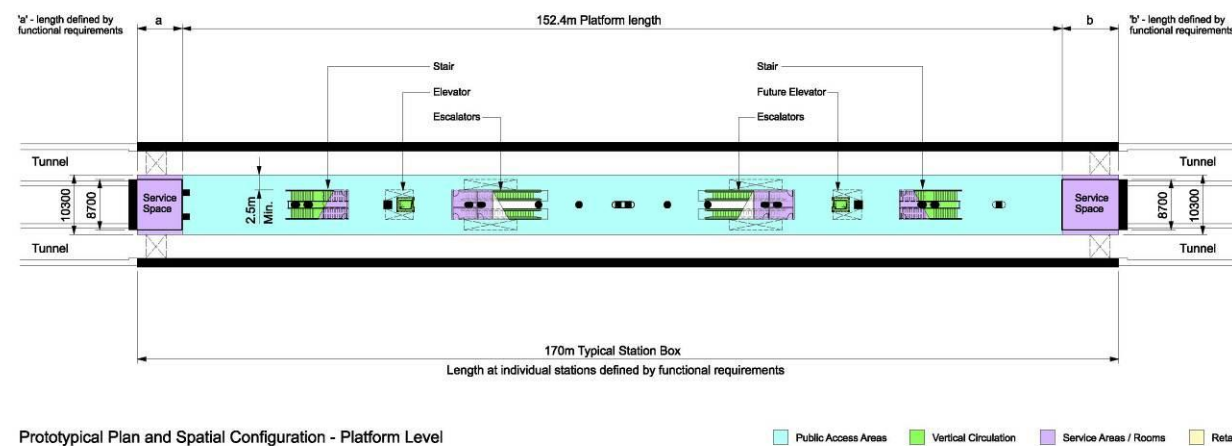 'a' - length defined by
functional requirements
a
152.4m Platform length
b
'b' - length defined by
functional requirements
Stair
Elevator
Escalators
Stair
Future Elevator
Escalators
Tunnel
Tunnel
10300
8700
Service
Space
2.5m
Min.
Service
Space
8700
10300
Tunnel
Tunnel
170m Typical Station Box
Length at individual stations defined by functional requirements
Prototypical Plan and Spatial Configuration - Platform Level
Public Access Areas
Vertical Circulation
Service Areas / Rooms
Reta